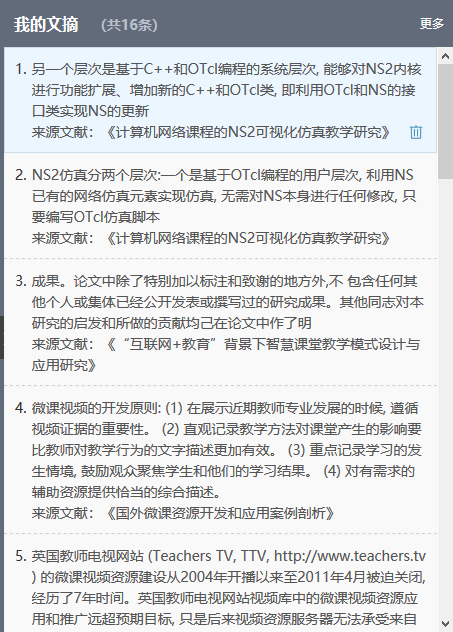 我的文摘 (共16条) 更多
1. 另一个层次是基于C++和OTcl编程的系统层次, 能够对NS2内核
进行功能扩展、增加新的C++和OTcl类, 即利用OTcl和NS的接
口类实现NS的更新
来源文献：《计算机网络课程的NS2可视化仿真教学研究》
2. NS2仿真分两个层次:一个是基于OTcl编程的用户层次, 利用NS
已有的网络仿真元素实现仿真, 无需对NS本身进行任何修改, 只
要编写OTcl仿真脚本
来源文献：《计算机网络课程的NS2可视化仿真教学研究》
3. 成果。论文中除了特别加以标注和致谢的地方外,不 包含任何其
他个人或集体已经公开发表或撰写过的研究成果。其他同志对本
研究的启发和所做的贡献均己在论文中作了明
来源文献：《“互联网+教育”背景下智慧课堂教学模式设计与
应用研究》
4. 微课视频的开发原则: (1) 在展示近期教师专业发展的时候, 遵循
视频证据的重要性。 (2) 直观记录教学方法对课堂产生的影响要
比教师对教学行为的文字描述更加有效。 (3) 重点记录学习的发
生情境, 鼓励观众聚焦学生和他们的学习结果。 (4) 对有需求的
辅助资源提供恰当的综合描述。
来源文献：《国外微课资源开发和应用案例剖析》
5. 英国教师电视网站 (Teachers TV, TTV, http://www.teachers.tv
) 的微课视频资源建设从2004年开播以来至2011年4月被迫关闭,
经历了7年时间。英国教师电视网站视频库中的微课视频资源应
用和推广远超预期目标, 只是后来视频资源服务器无法承受来自